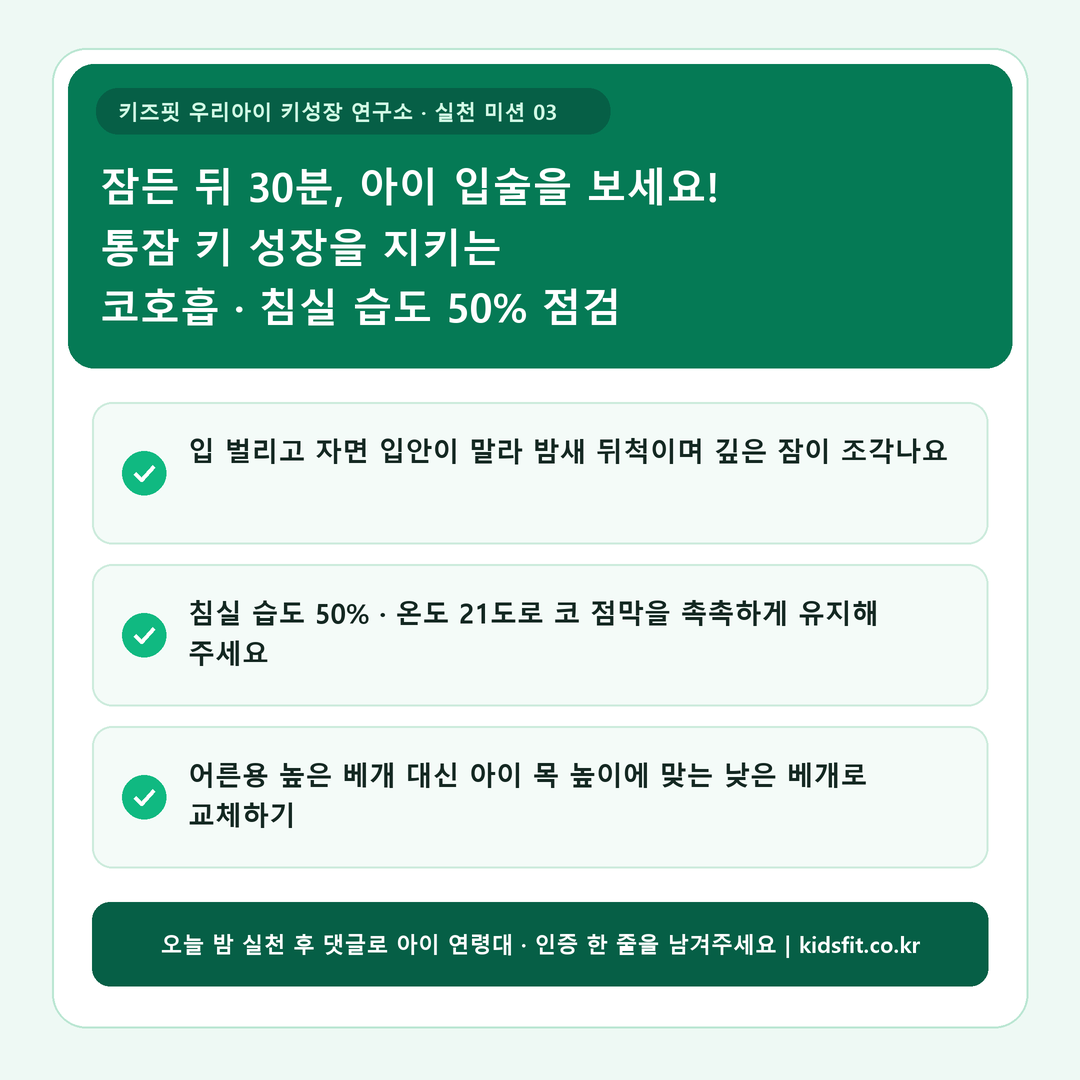 키즈핏 우리아이 키성장 연구소 · 실천 미션 03
잠든 뒤 30분, 아이 입술을 보세요!
통잠 키 성장을 지키는
코호흡 · 침실 습도 50% 점검
입 벌리고 자면 입안이 말라 밤새 뒤척이며 깊은 잠이 조각나요
침실 습도 50% · 온도 21도로 코 점막을 촉촉하게 유지해
주세요
어른용 높은 베개 대신 아이 목 높이에 맞는 낮은 베개로
교체하기
오늘 밤 실천 후 댓글로 아이 연령대 · 인증 한 줄을 남겨주세요 | kidsfit.co.kr